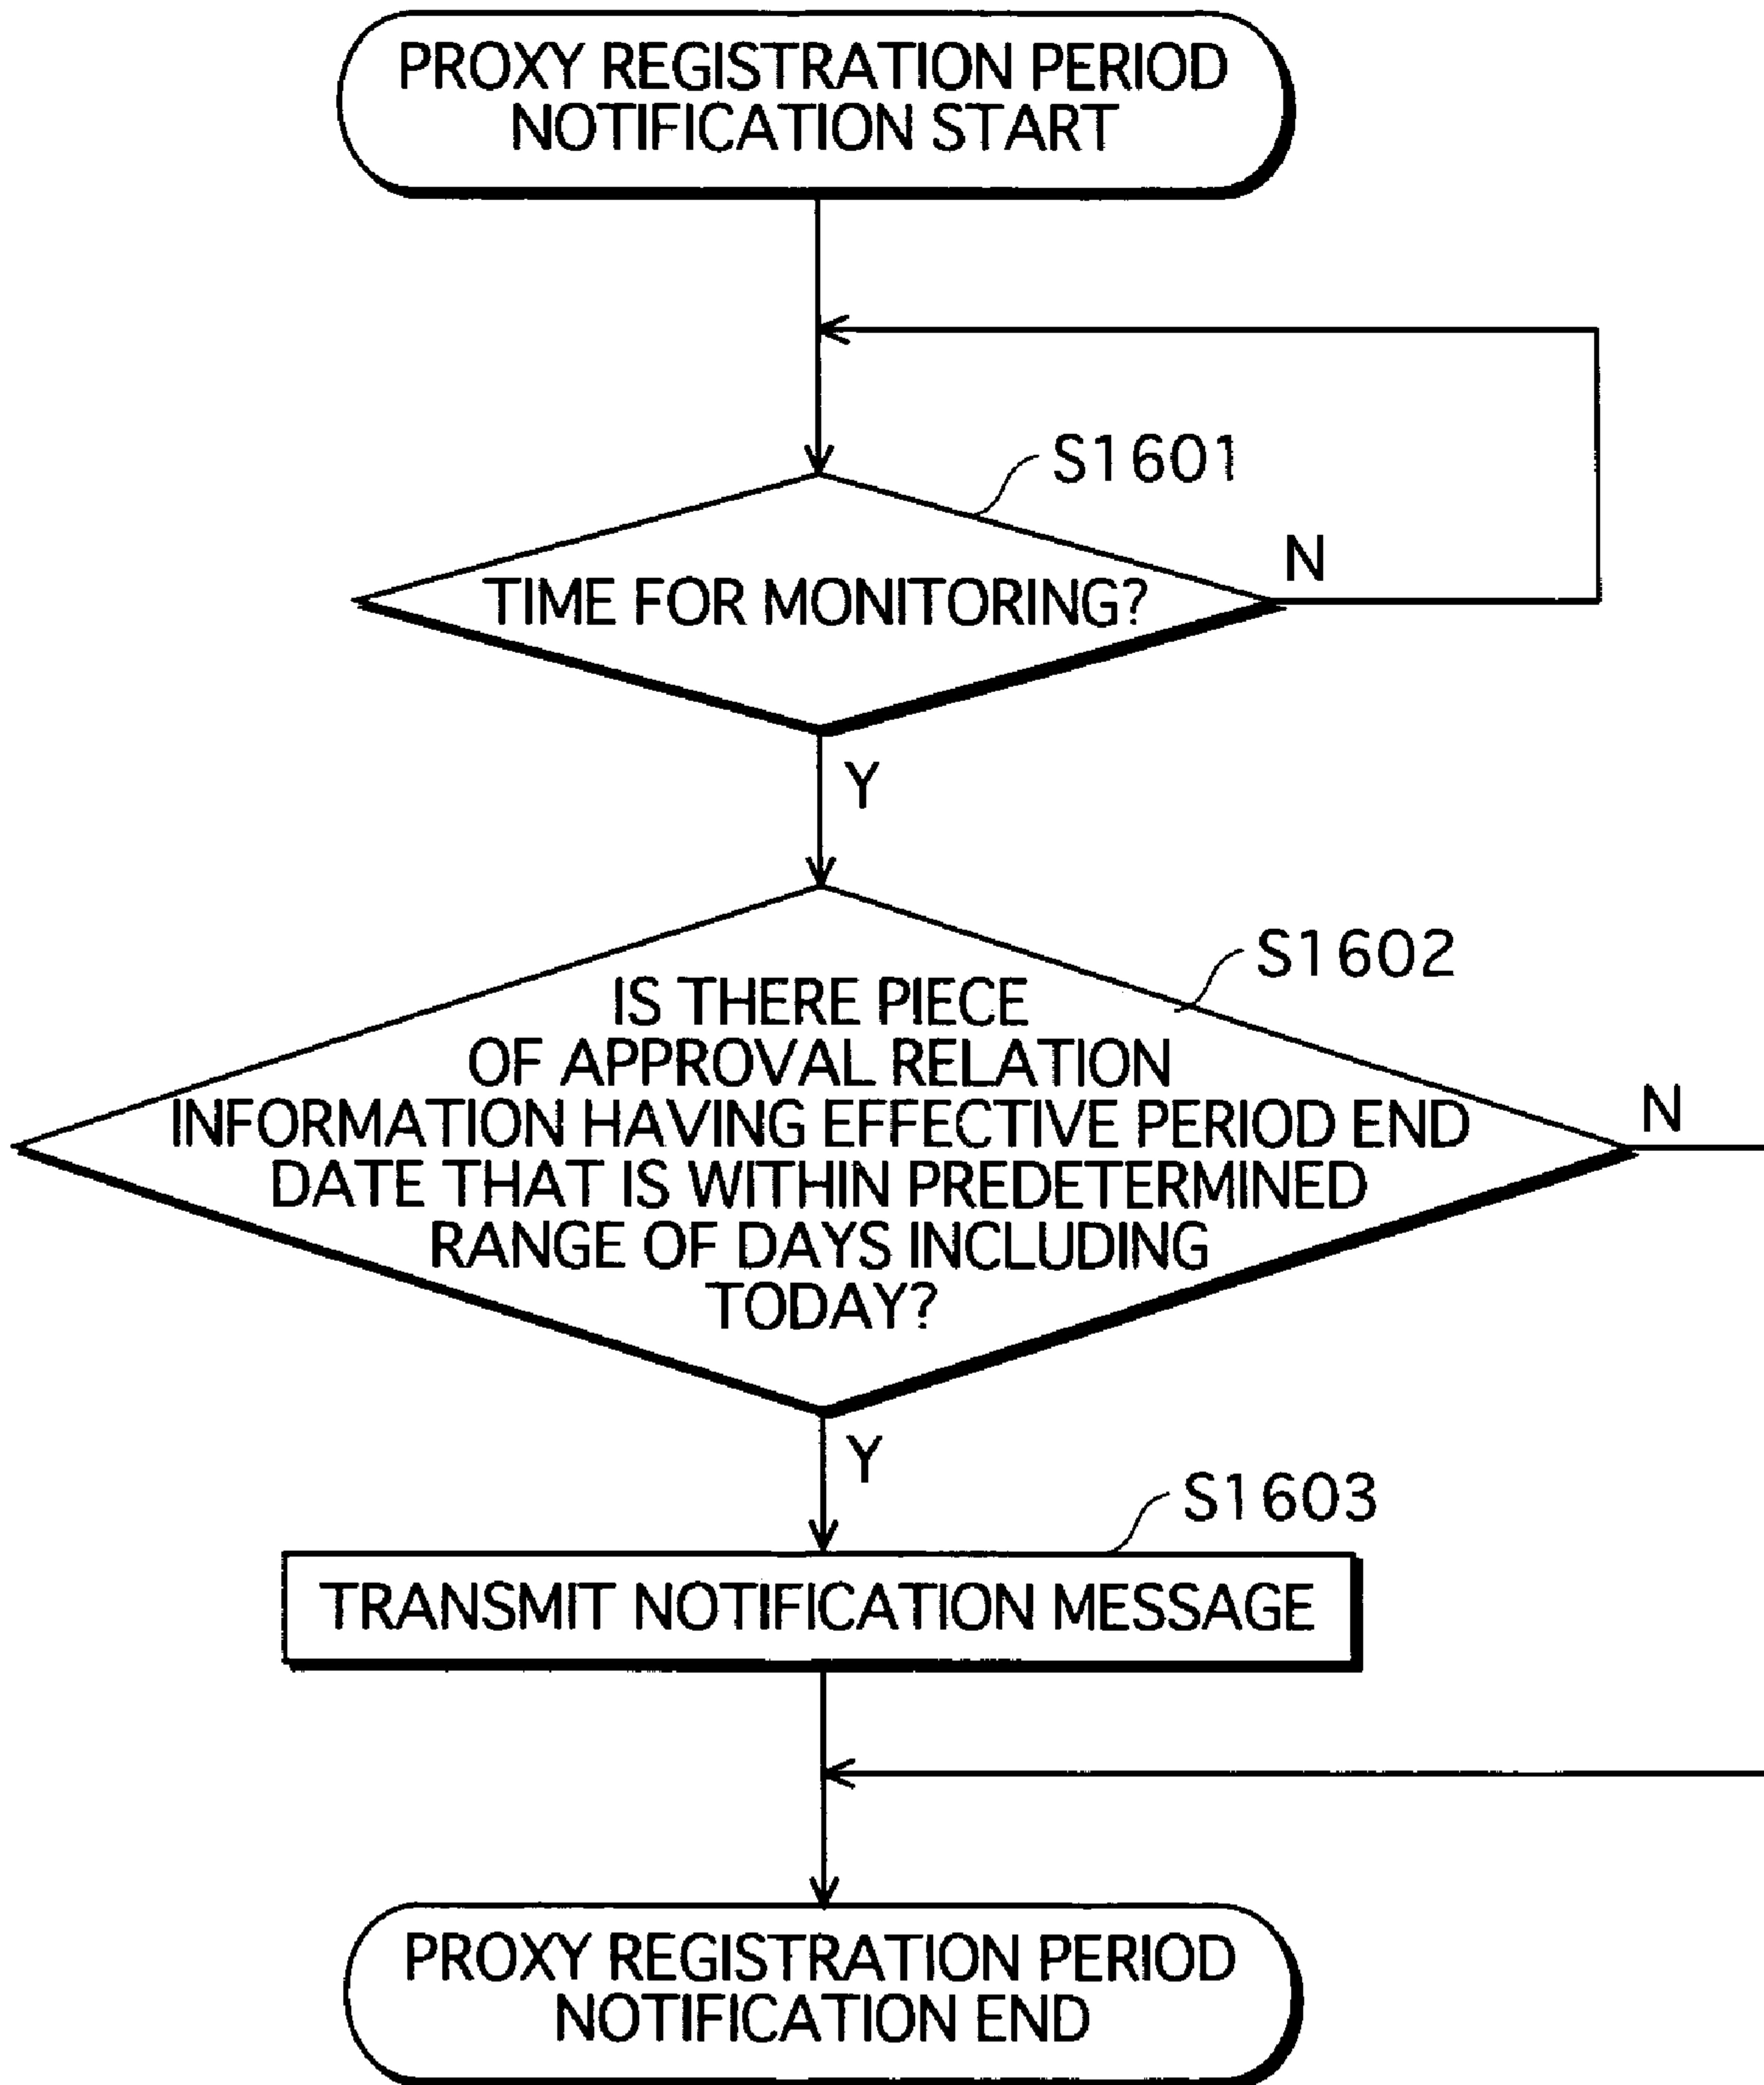 PROXY REGISTRATION PERIOD
NOTIFICATION START
S1601
TIME FOR MONITORING?
N
Y
S1602
IS THERE PIECE
OF APPROVAL RELATION
INFORMATION HAVING EFFECTIVE PERIOD END
DATE THAT IS WITHIN PREDETERMINED
RANGE OF DAYS INCLUDING
TODAY?
N
Y
S1603
TRANSMIT NOTIFICATION MESSAGE
PROXY REGISTRATION PERIOD
NOTIFICATION END